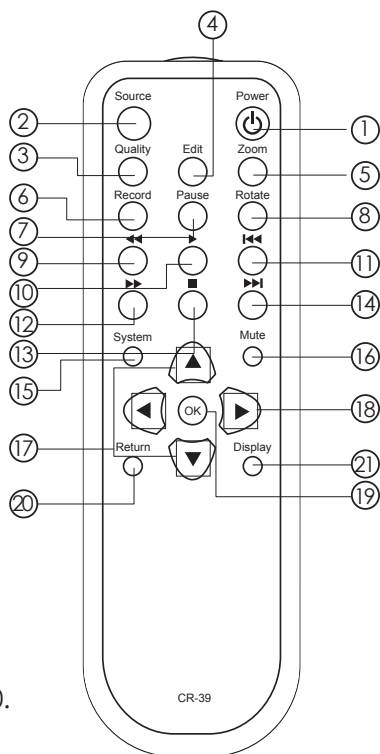 ④
Source Power
② ①
③ Quality Edit Zoom ⑤
⑥ Record Pause Rotate ⑧
⑦
⑨ ⑪
⑩
⑫ ⑭
⑬ System Mute ⑯
⑮
OK ⑱
⑰
Return Display ㉑
⑳ ⑲
).
CR-39